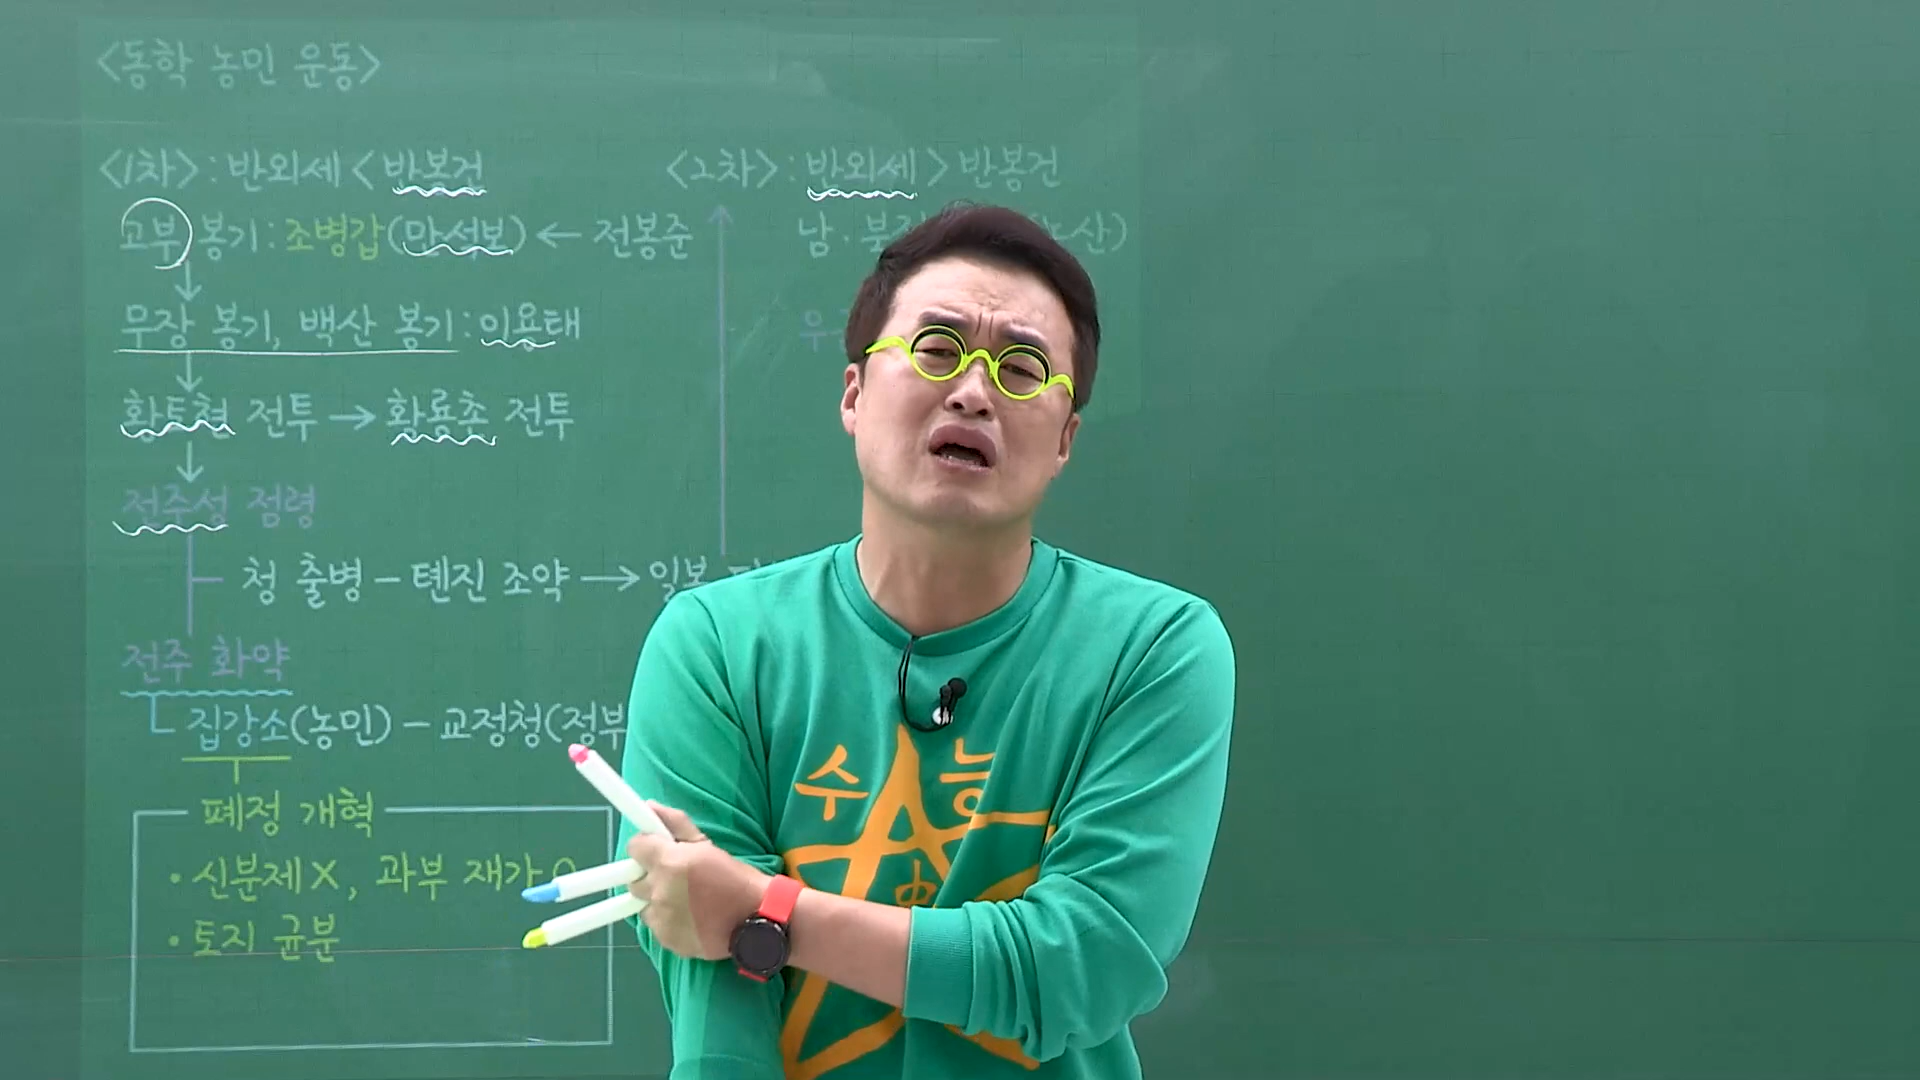 <동학 농민 운동>
<1차> : 반외세 < 반봉건
고부 봉기 : 조병갑(만석보) ← 전봉준
↓
무장 봉기, 백산 봉기 : 이용태
↓
황토현 전투 → 황룡촌 전투
↓
전주성 점령
청 출병 – 톈진 조약 → 일본
전주 화약
집강소(농민) – 교정청(정부
폐정 개혁
• 신분제 X, 과부 재가 O
• 토지 균분
<2차> : 반외세 > 반봉건
남·북 산)
수능